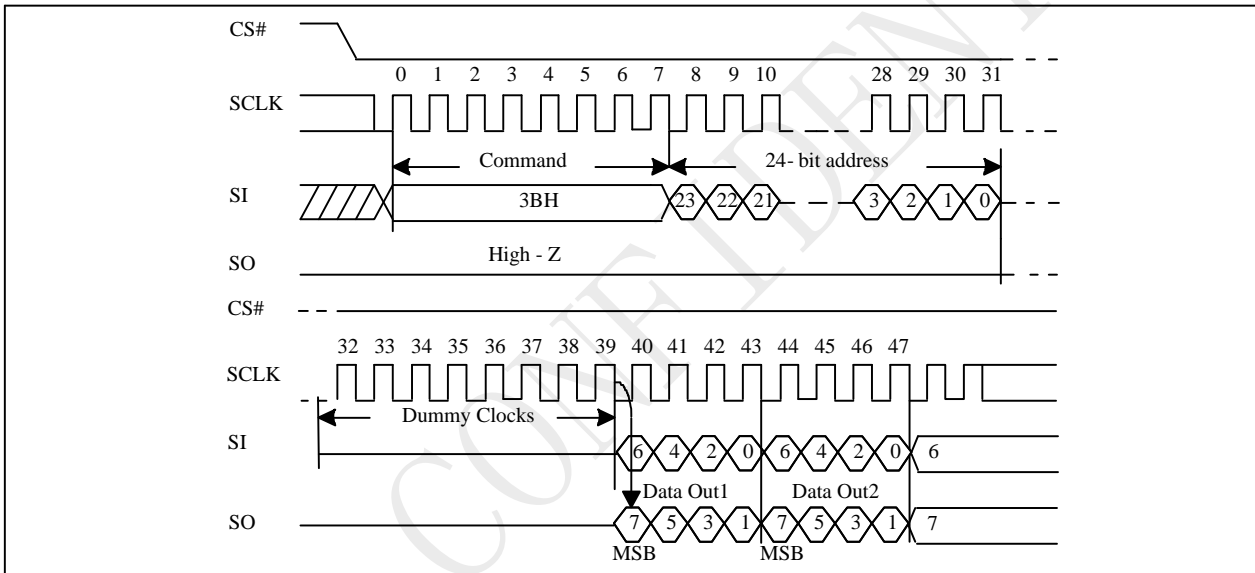 CS#
0 1 2 3 4 5 6 7 8 9 10 28 29 30 31
SCLK
Command 24- bit address
SI 3BH 23 22 21 3 2 1 0
High - Z
SO
CS#
32 33 34 35 36 37 38 39 40 41 42 43 44 45 46 47
SCLK
Dummy Clocks
SI 6 4 2 0 6 4 2 0 6
Data Out1 Data Out2
SO 7 5 3 1 7 5 3 1 7
MSB MSB
CONFIDENT